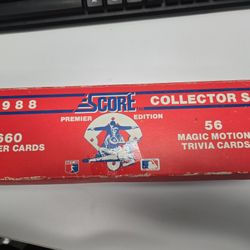 1988 SCORE COLLECTOR S
PREMIER EDITION
660 56
ER CARDS MAGIC MOTION
TRIVIA CARDS